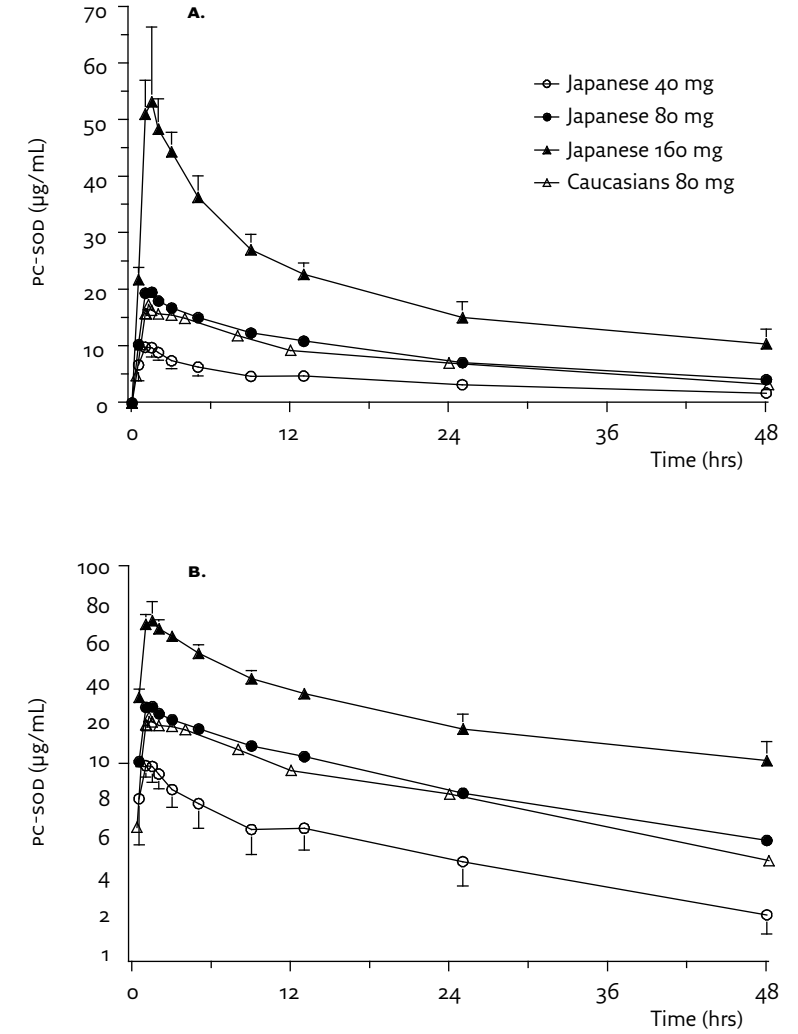 A.
70
60
50
40
30
20
10
0
PC-SOD (µg/mL)
Japanese 40 mg
Japanese 80 mg
Japanese 160 mg
Caucasians 80 mg
0 12 24 36 48
Time (hrs)
B.
100
80
60
40
20
10
8
6
4
2
1
PC-SOD (µg/mL)
0 12 24 36 48
Time (hrs)